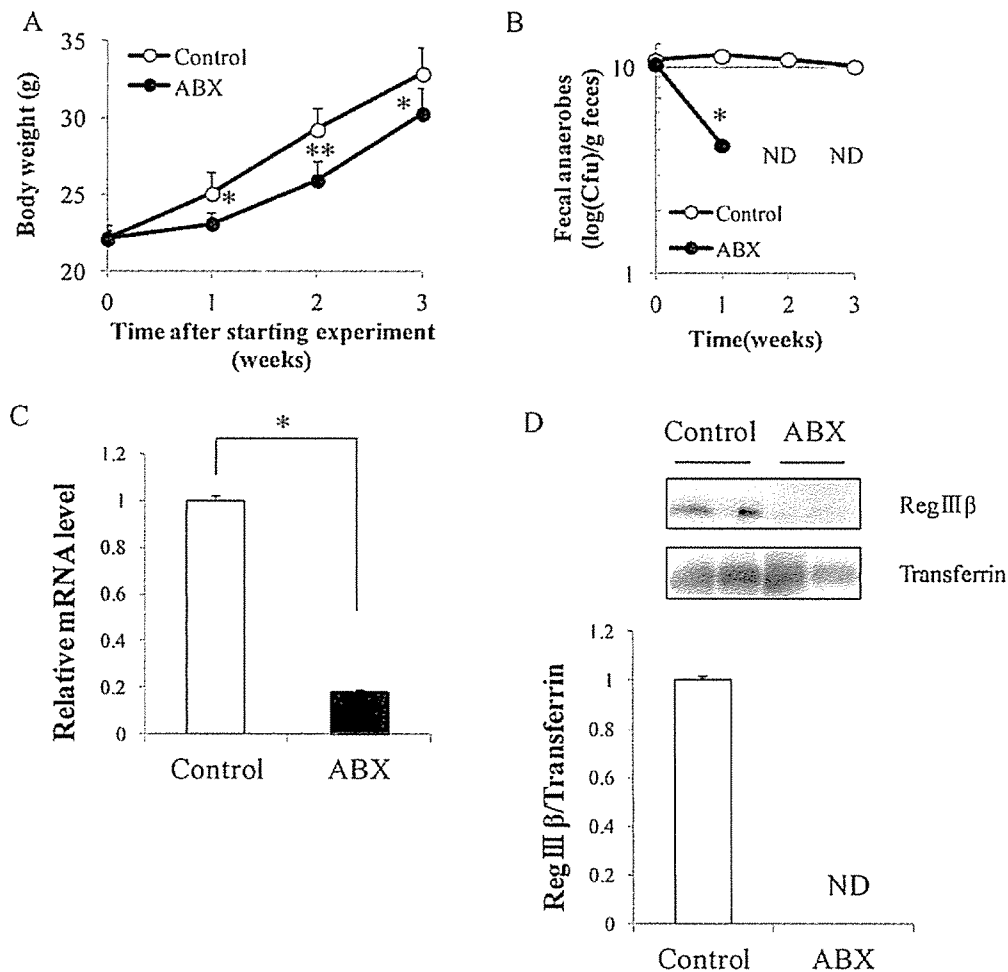 A
35
30
25
20
Body weight (g)
Control
ABX
*
**
*
0 1 2 3
Time after starting experiment
(weeks)
B
10
1
Fecal anaerobes
(log(Cfu)/g feces)
*
ND ND
Control
ABX
0 1 2 3
Time(weeks)
C
*
1.2
1
0.8
0.6
0.4
0.2
0
Relative mRNA level
Control ABX
D
Control ABX
RegⅢβ
Transferrin
1.2
1
0.8
0.6
0.4
0.2
0
RegⅢβ/Transferrin
ND
Control ABX